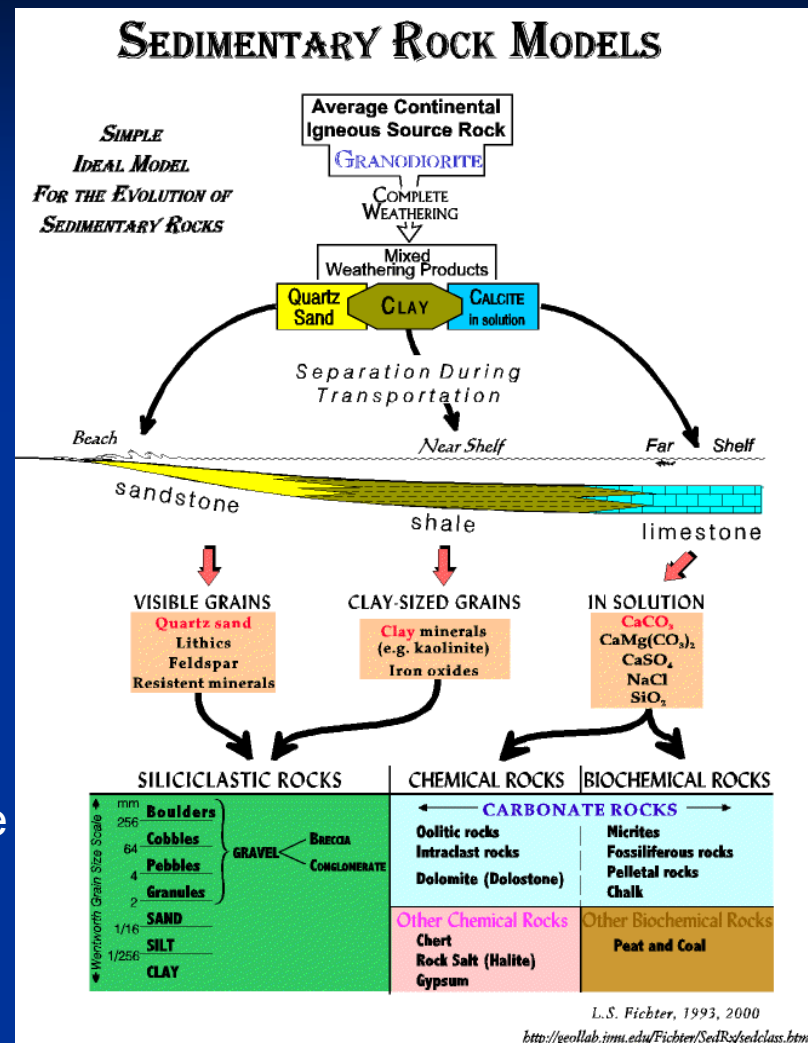 SEDIMENTARY ROCK MODELS
SIMPLE
IDEAL MODEL
FOR THE EVOLUTION OF
SEDIMENTARY ROCKS
Average Continental
Igneous Source Rock
GRANODIORITE
COMPLETE
WEATHERING
Mixed
Weathering Products
Quartz
Sand
CLAY
CALCITE
in solution
Separation During
Transportation
Beach
Near Shelf
Far Shelf
sandstone
shale
limestone
VISIBLE GRAINS
Quartz sand
Lithics
Feldspar
Resistent minerals
CLAY-SIZED GRAINS
Clay minerals
(e.g. kaolinite)
Iron oxides
IN SOLUTION
CaCO₃
CaMg(CO₃)₂
CaSO₄
NaCl
SiO₂
SILICICLASTIC ROCKS
Wentworth Grain Size Scale
mm
Boulders
256
Cobbles
64
Pebbles
4
Granules
2
SAND
1/16
SILT
1/256
CLAY
GRAVEL
BRECCIA
CONGLOMERATE
CHEMICAL ROCKS
BIOCHEMICAL ROCKS
CARBONATE ROCKS
Oolitic rocks
Intraclast rocks
Dolomite (Dolostone)
Micrites
Fossiliferous rocks
Pelletal rocks
Chalk
Other Chemical Rocks
Chert
Rock Salt (Halite)
Gypsum
Other Biochemical Rocks
Peat and Coal
e
L.S. Fichter, 1993, 2000
http://geollab.jmu.edu/Fichter/SedRx/sedclass.htm